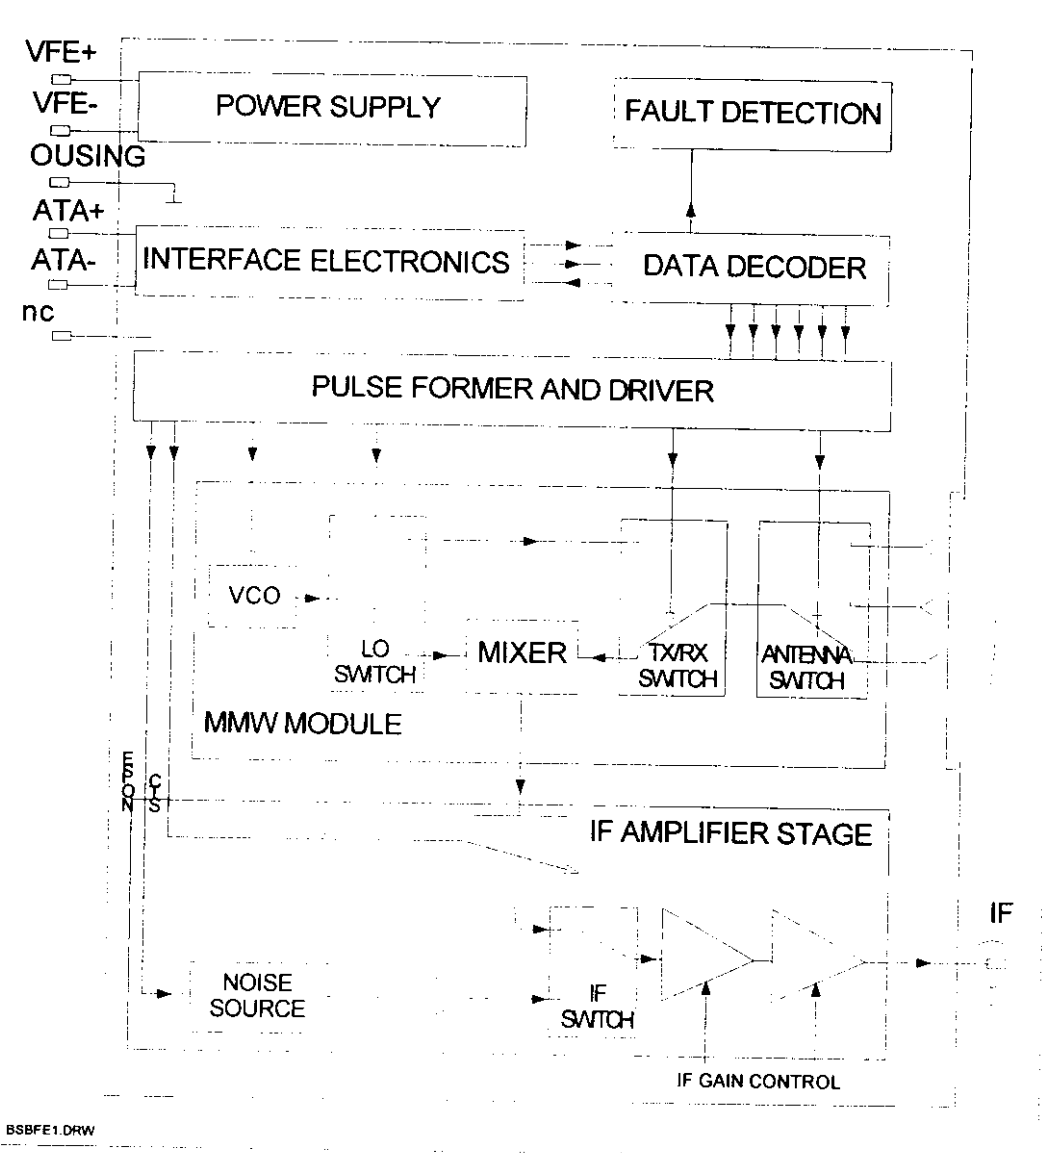 VFE+
VFE-
OUSING
ATA+
ATA-
nc
POWER SUPPLY
FAULT DETECTION
INTERFACE ELECTRONICS
DATA DECODER
PULSE FORMER AND DRIVER
VCO
LO
SWITCH
MIXER
TX/RX
SWITCH
ANTENNA
SWITCH
MMW MODULE
CTS
IF AMPLIFIER STAGE
IF
NOISE
SOURCE
IF
SWITCH
IF GAIN CONTROL
BSBFE1.DRW